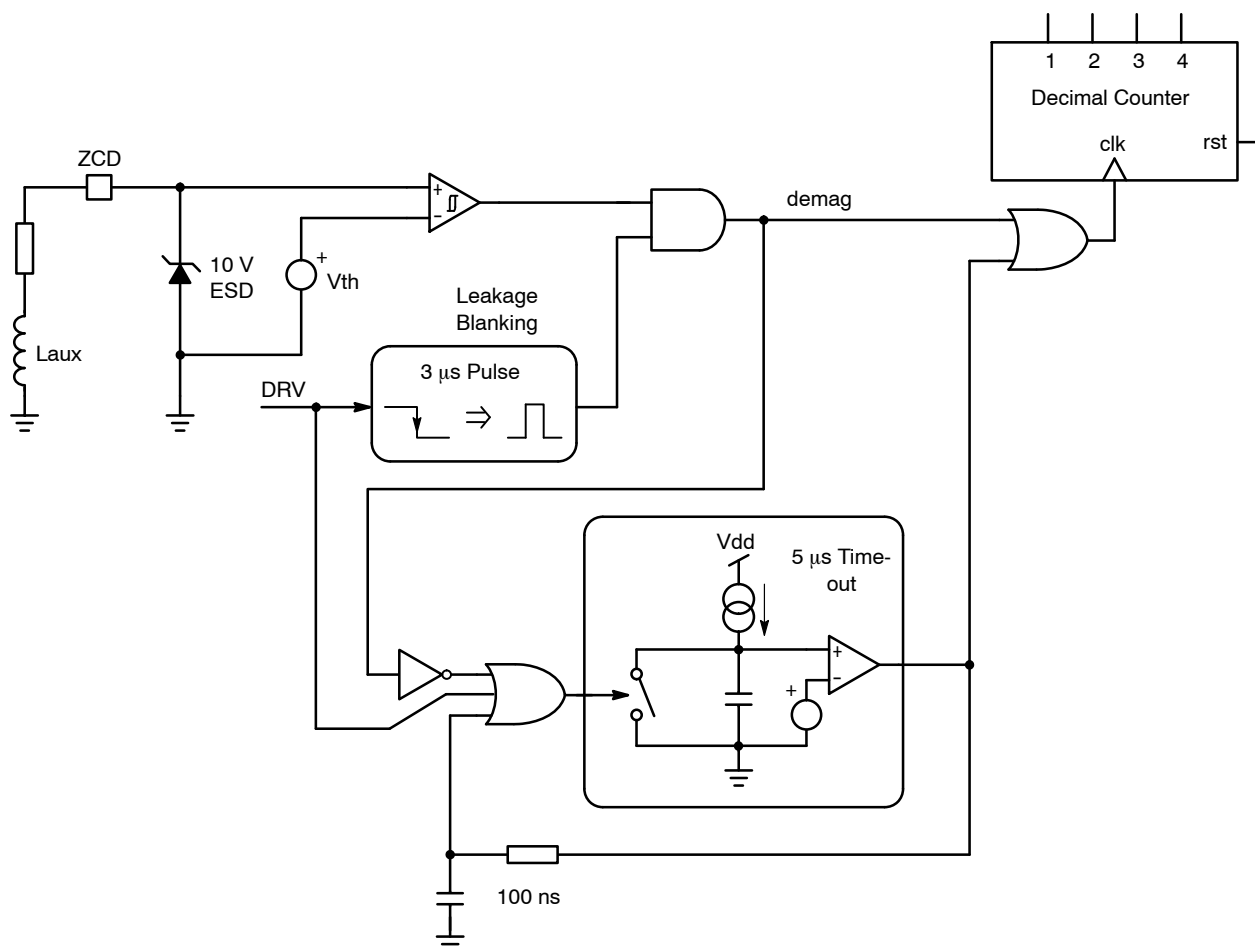 1 2 3 4
Decimal Counter
clk
rst
ZCD
+
−
demag
10 V
ESD
+
Vth
Laux
Leakage
Blanking
3 μs Pulse
DRV
Vdd
5 μs Time-
out
+
−
+
100 ns